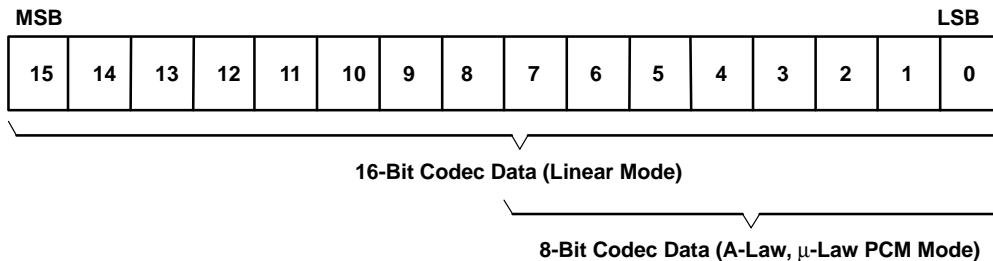 MSB LSB
15 14 13 12 11 10 9 8 7 6 5 4 3 2 1 0
16-Bit Codec Data (Linear Mode)
8-Bit Codec Data (A-Law, μ-Law PCM Mode)